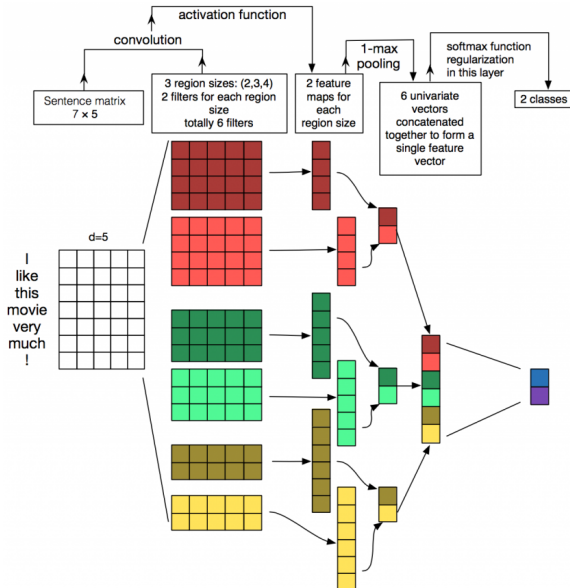 activation function
convolution
1-max
pooling
softmax function
regularization
in this layer
Sentence matrix
7 × 5
3 region sizes: (2,3,4)
2 filters for each region
size
totally 6 filters
2 feature
maps for
each
region size
6 univariate
vectors
concatenated
together to form a
single feature
vector
2 classes
d=5
I
like
this
movie
very
much
!